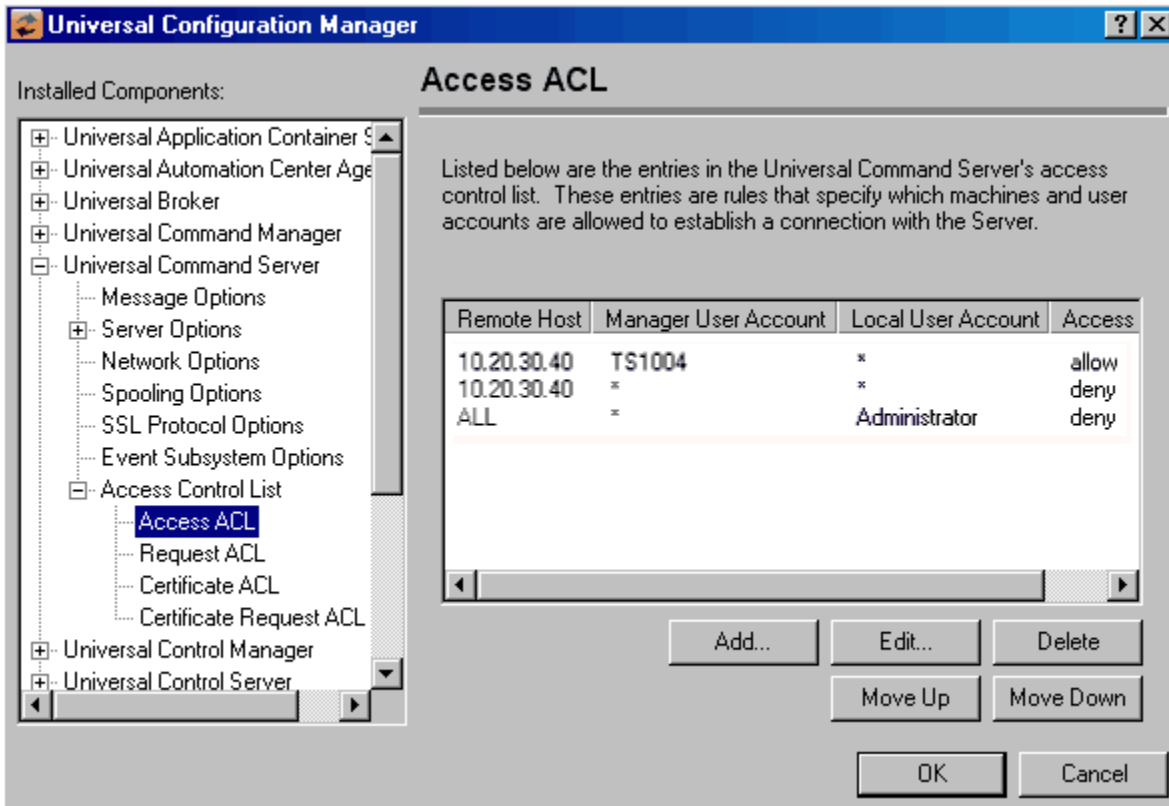 Universal Configuration Manager
Installed Components:
Universal Application Container S
Universal Automation Center Age
Universal Broker
Universal Command Manager
Universal Command Server
Message Options
Server Options
Network Options
Spooling Options
SSL Protocol Options
Event Subsystem Options
Access Control List
Access ACL
Request ACL
Certificate ACL
Certificate Request ACL
Universal Control Manager
Universal Control Server
Access ACL
Listed below are the entries in the Universal Command Server's access
control list. These entries are rules that specify which machines and user
accounts are allowed to establish a connection with the Server.
Remote Host Manager User Account Local User Account Access
10.20.30.40 TS1004 * allow
10.20.30.40 * * deny
ALL * Administrator deny
Add... Edit... Delete
Move Up Move Down
OK Cancel